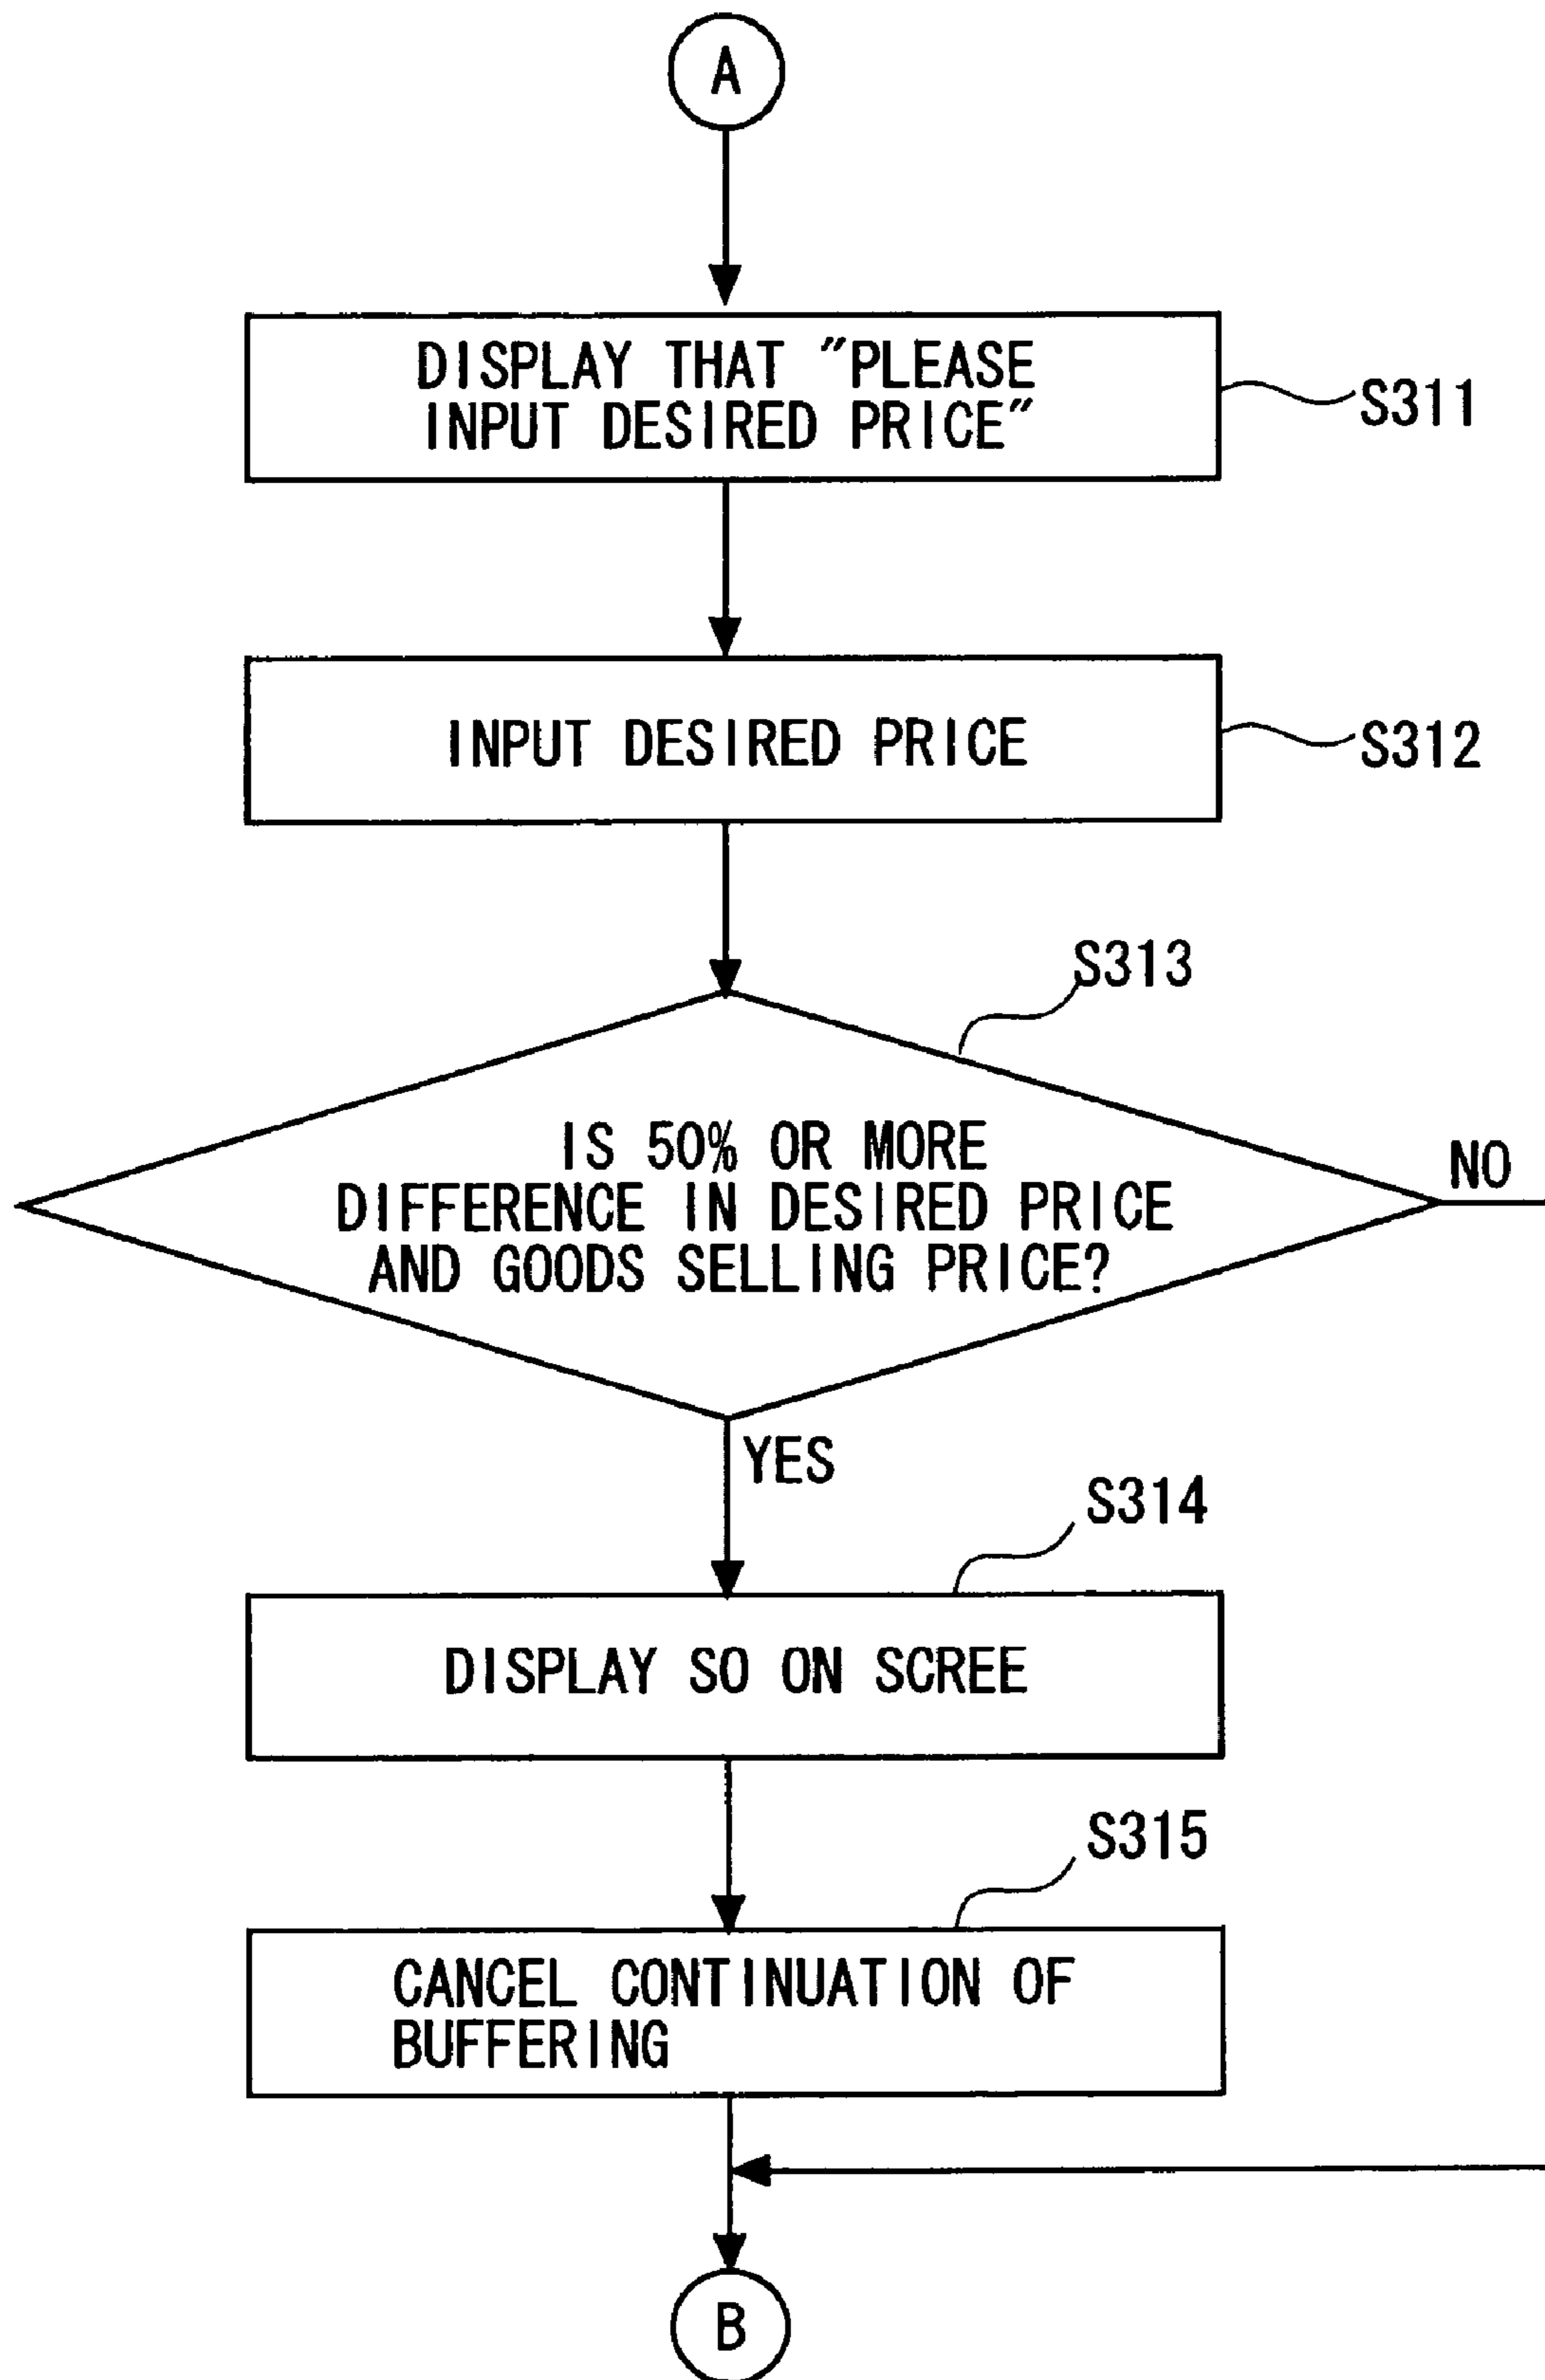 A
DISPLAY THAT "PLEASE
INPUT DESIRED PRICE"
S311
INPUT DESIRED PRICE
S312
S313
IS 50% OR MORE
DIFFERENCE IN DESIRED PRICE
AND GOODS SELLING PRICE?
NO
YES
S314
DISPLAY SO ON SCREE
S315
CANCEL CONTINUATION OF
BUFFERING
B